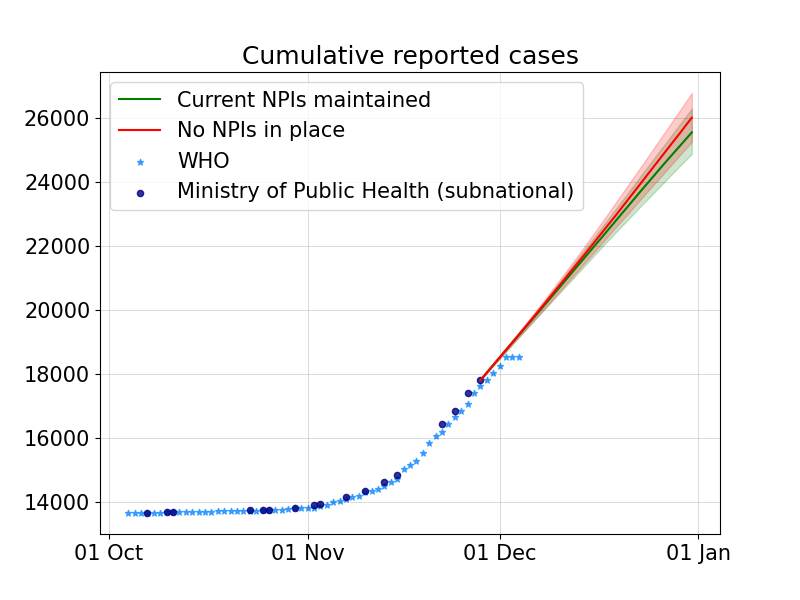 Cumulative reported cases
Current NPIs maintained
No NPIs in place
WHO
Ministry of Public Health (subnational)
26000
24000
22000
20000
18000
16000
14000
01 Oct
01 Nov
01 Dec
01 Jan